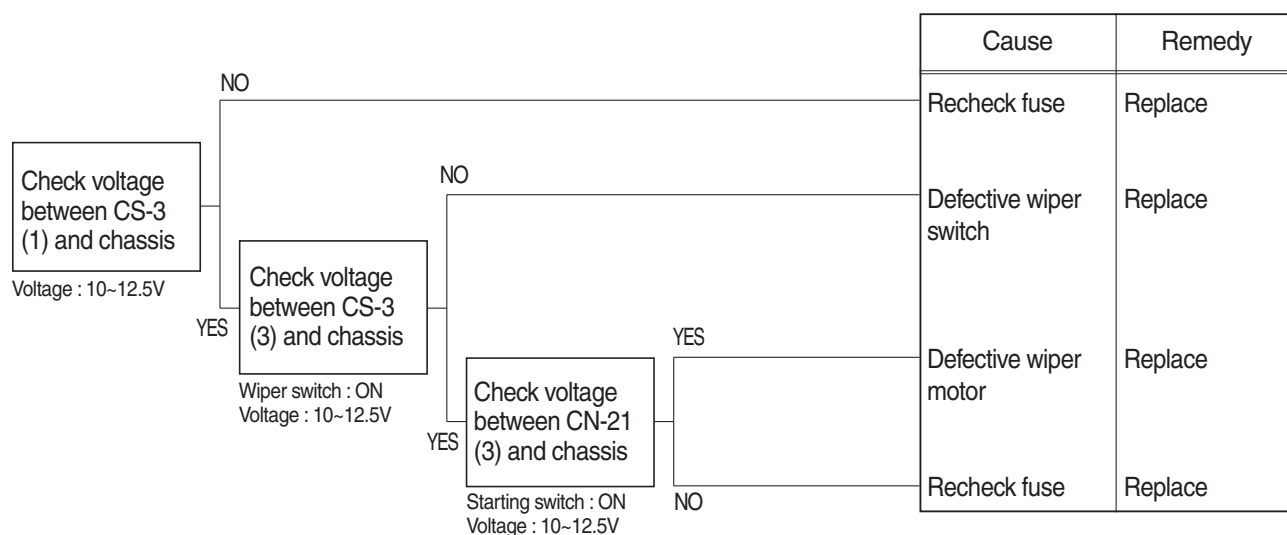 Cause
Remedy
NO
Recheck fuse
Replace
Check voltage
between CS-3
(1) and chassis
Voltage : 10~12.5V
NO
Defective wiper
switch
Replace
YES
Check voltage
between CS-3
(3) and chassis
Wiper switch : ON
Voltage : 10~12.5V
YES
Defective wiper
motor
Replace
YES
Check voltage
between CN-21
(3) and chassis
Starting switch : ON
Voltage : 10~12.5V
NO
Recheck fuse
Replace